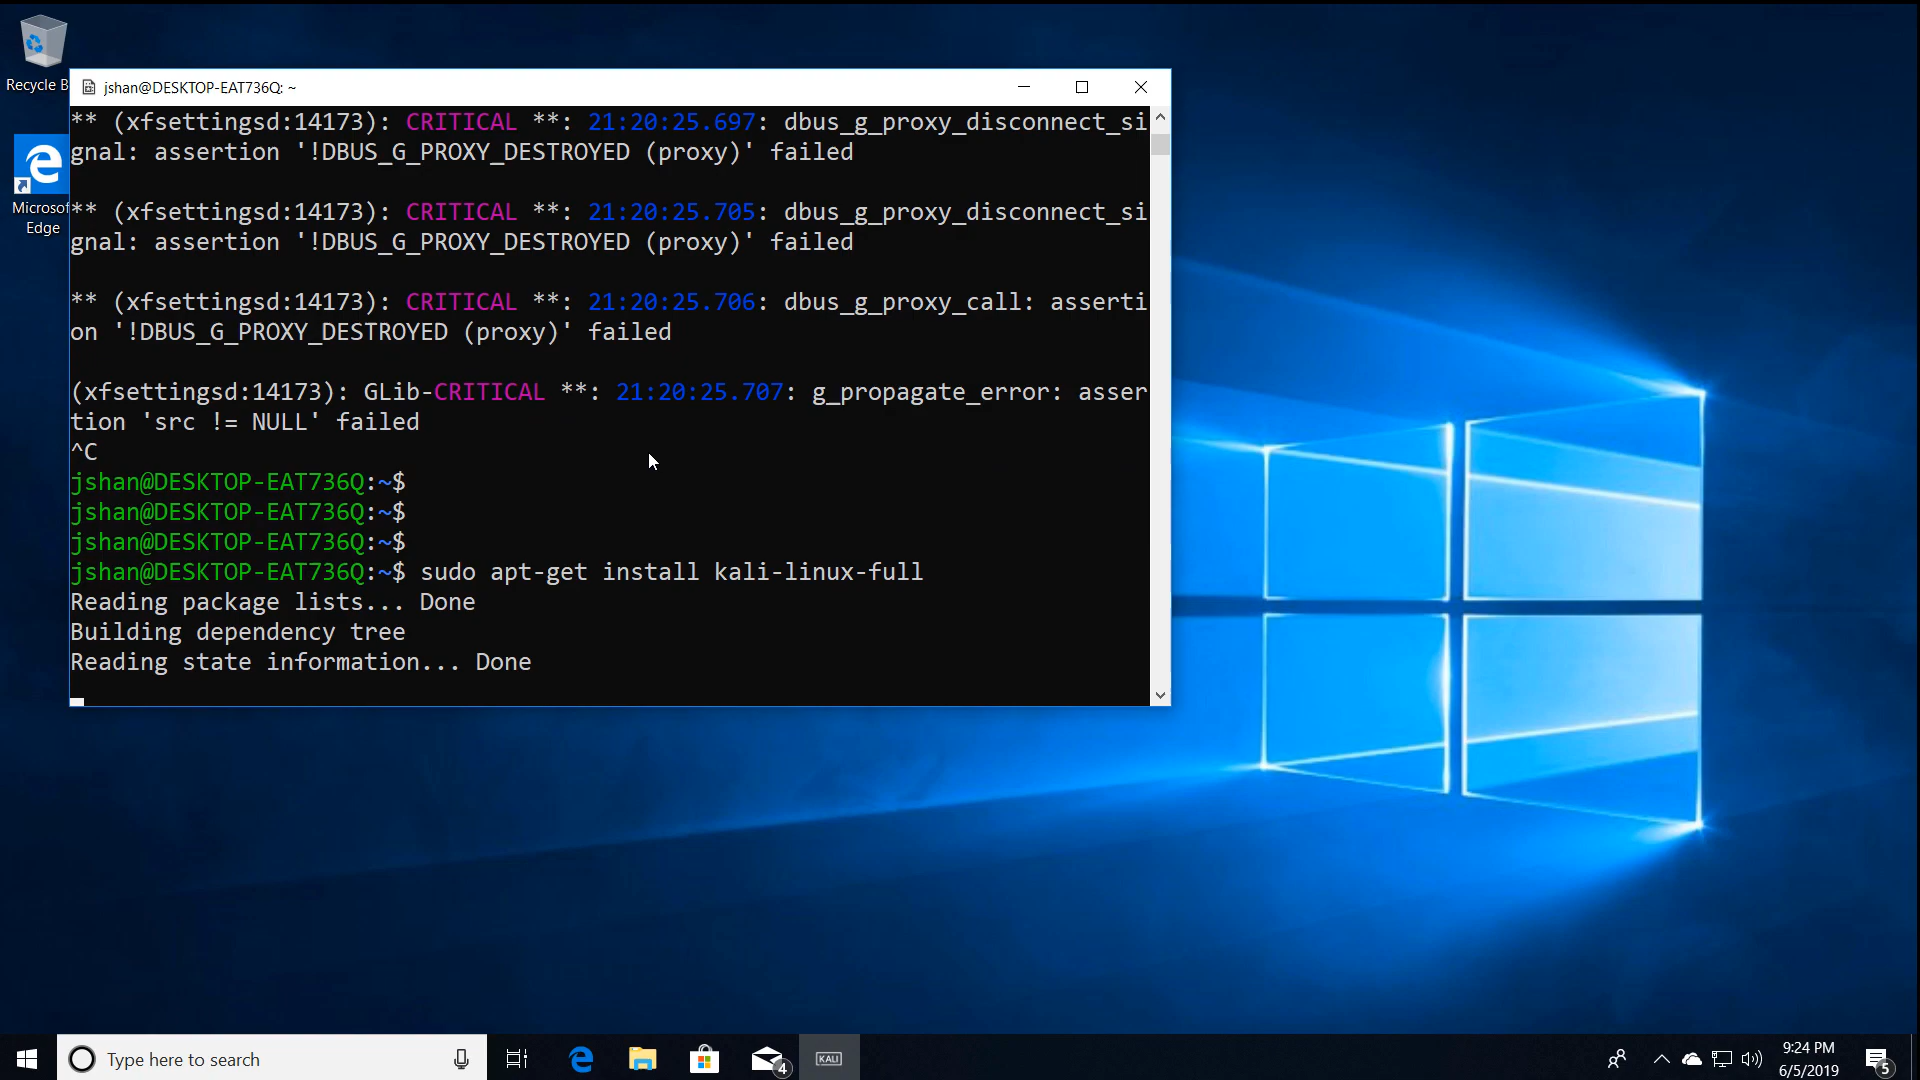 Recycle B
jshan@DESKTOP-EAT736Q: ~
** (xfsettingsd:14173): CRITICAL **: 21:20:25.697: dbus_g_proxy_disconnect_si
gnal: assertion '!DBUS_G_PROXY_DESTROYED (proxy)' failed
** (xfsettingsd:14173): CRITICAL **: 21:20:25.705: dbus_g_proxy_disconnect_si
gnal: assertion '!DBUS_G_PROXY_DESTROYED (proxy)' failed
** (xfsettingsd:14173): CRITICAL **: 21:20:25.706: dbus_g_proxy_call: asserti
on '!DBUS_G_PROXY_DESTROYED (proxy)' failed
(xfsettingsd:14173): GLib-CRITICAL **: 21:20:25.707: g_propagate_error: asser
tion 'src != NULL' failed
^C
jshan@DESKTOP-EAT736Q:~$
jshan@DESKTOP-EAT736Q:~$
jshan@DESKTOP-EAT736Q:~$
jshan@DESKTOP-EAT736Q:~$ sudo apt-get install kali-linux-full
Reading package lists... Done
Building dependency tree
Reading state information... Done
Microsof
Edge
Type here to search
4
KALI
9:24 PM
6/5/2019
5